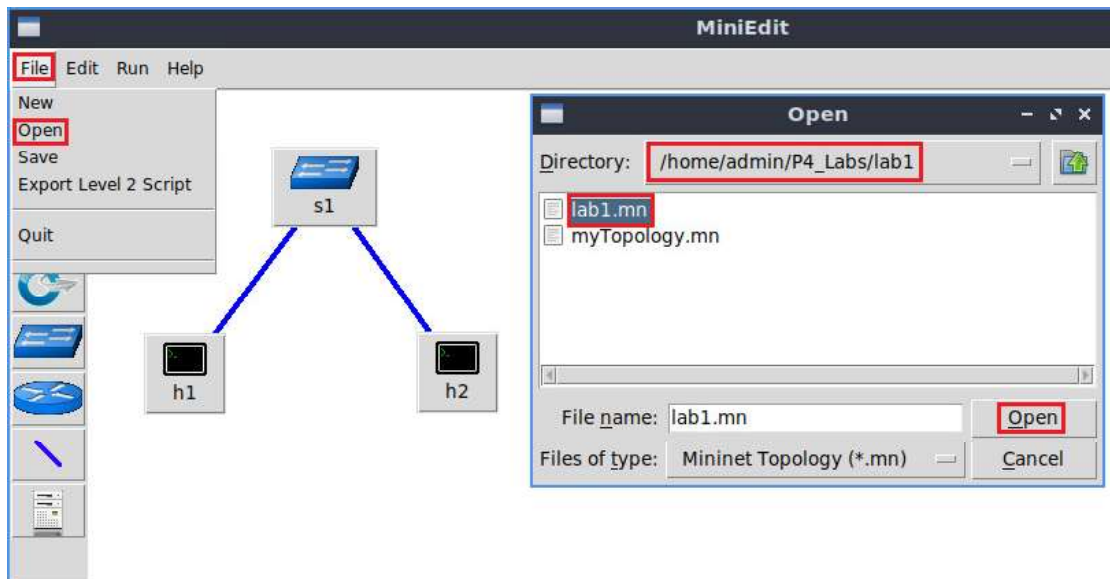 MiniEdit
File Edit Run Help
New
Open
Save
Export Level 2 Script
Quit
s1
h1
h2
Open
Directory: /home/admin/P4_Labs/lab1
lab1.mn
myTopology.mn
File name: lab1.mn Open
Files of type: Mininet Topology (*.mn) Cancel